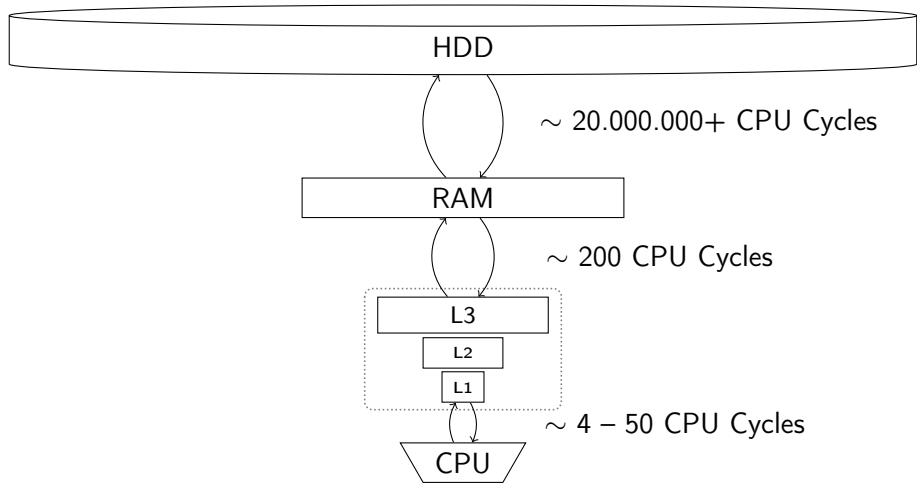 HDD
∼ 20.000.000+ CPU Cycles
RAM
∼ 200 CPU Cycles
L3
L2
L1
∼ 4 – 50 CPU Cycles
CPU